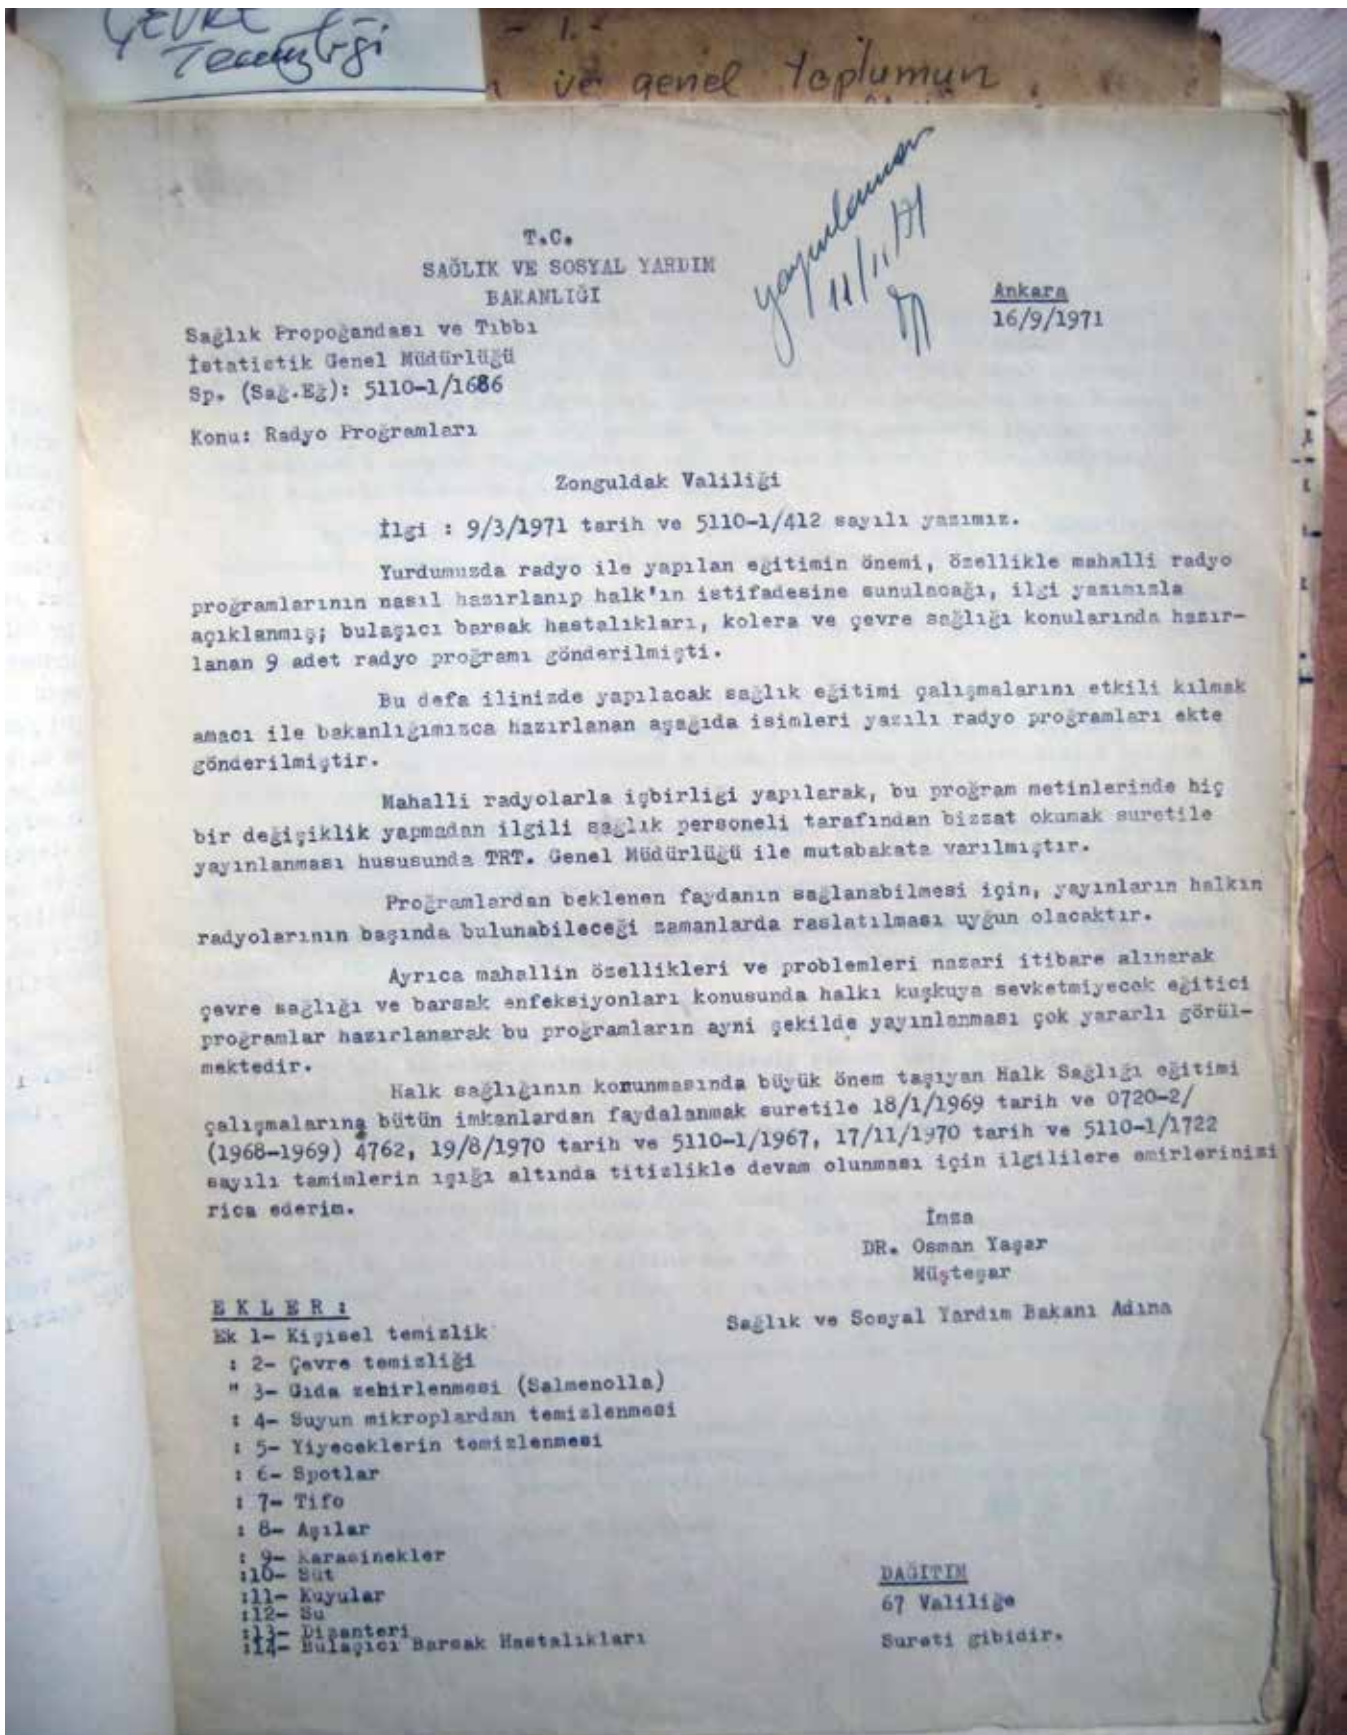 ÇEVRE
Temizliği
- 1.-
ve genel toplumun
yayınlanması
11/11/71
T.C.
SAĞLIK VE SOSYAL YARDIM
BAKANLIĞI
Ankara
16/9/1971
Sağlık Propoğandası ve Tıbbı
İstatistik Genel Müdürlüğü
Sp. (Sağ.Eğ): 5110-1/1686
Konu: Radyo Programları
Zonguldak Valiliği
İlgi : 9/3/1971 tarih ve 5110-1/412 sayılı yazımız.
Yurdumuzda radyo ile yapılan eğitimin önemi, özellikle mahalli radyo
programlarının nasıl hazırlanıp halk'ın istifadesine sunulacağı, ilgi yazımızla
açıklanmış; bulaşıcı barsak hastalıkları, kolera ve çevre sağlığı konularında hazır-
lanan 9 adet radyo programı gönderilmişti.
Bu defa ilinizde yapılacak sağlık eğitimi çalışmalarını etkili kılmak
amacı ile bakanlığımızca hazırlanan aşağıda isimleri yazılı radyo programları ekte
gönderilmiştir.
Mahalli radyolarla işbirliği yapılarak, bu proğram metinlerinde hiç
bir değişiklik yapmadan ilgili sağlık personeli tarafından bizzat okumak suretile
yayınlanması hususunda TRT. Genel Müdürlüğü ile mutabakata varılmıştır.
Proğramlardan beklenen faydanın sağlanabilmesi için, yayınların halkın
radyolarının başında bulunabileceği zamanlarda raslatılması uygun olacaktır.
Ayrıca mahallin özellikleri ve problemleri nazari itibare alınarak
çevre sağlığı ve barsak enfeksiyonları konusunda halkı kuşkuya sevketmiyecek eğitici
proğramlar hazırlanarak bu proğramların ayni şekilde yayınlanması çok yararlı görül-
mektedir.
Halk sağlığının korunmasında büyük önem taşıyan Halk Sağlığı eğitimi
çalışmalarına bütün imkanlardan faydalanmak suretile 18/1/1969 tarih ve 0720-2/
(1968-1969) 4762, 19/8/1970 tarih ve 5110-1/1967, 17/11/1970 tarih ve 5110-1/1722
sayılı tamimlerin ışığı altında titizlikle devam olunması için ilgililere emirlerinizi
rica ederim.
İmza
DR. Osman Yaşar
Müşteşar
Sağlık ve Sosyal Yardım Bakanı Adına
E K L E R :
Ek 1- Kişisel temizlik
: 2- Çevre temizliği
" 3- Gıda zehirlenmesi (Salmenolla)
: 4- Suyun mikroplardan temizlenmesi
: 5- Yiyeceklerin temizlenmesi
: 6- Spotlar
: 7- Tifo
: 8- Aşılar
: 9- Karasinekler
:10- Süt
:11- Kuyular
:12- Su
:13- Dizanteri
:14- Bulaşıcı Barsak Hastalıkları
DAĞITIM
67 Valiliğe
Sureti gibidir.